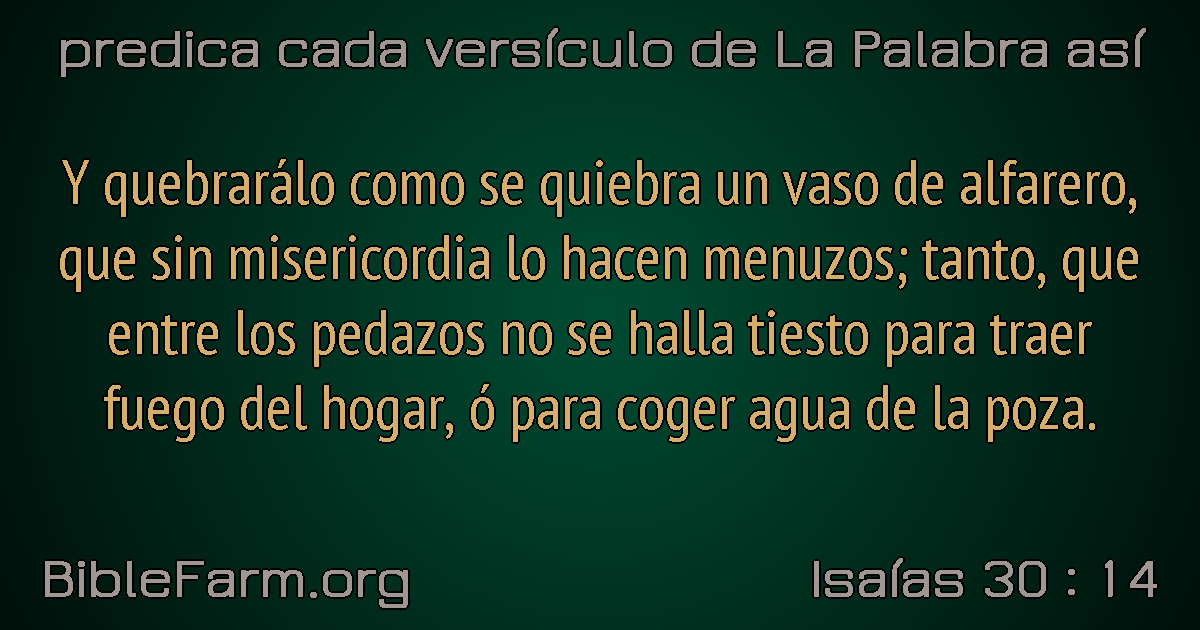 predica cada versículo de La Palabra así
Y quebrarálo como se quiebra un vaso de alfarero,
que sin misericordia lo hacen menuzos; tanto, que
entre los pedazos no se halla tiesto para traer
fuego del hogar, ó para coger agua de la poza.
BibleFarm.org
Isaías 30 : 14